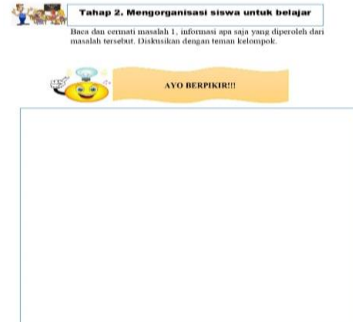 Tahap 2. Mengorganisasi siswa untuk belajar
Baca dan cermati masalah 1, informasi apa saja yang diperoleh dari
masalah tersebut. Diskusikan dengan teman kelompok.
AYO BERPIKIR!!!